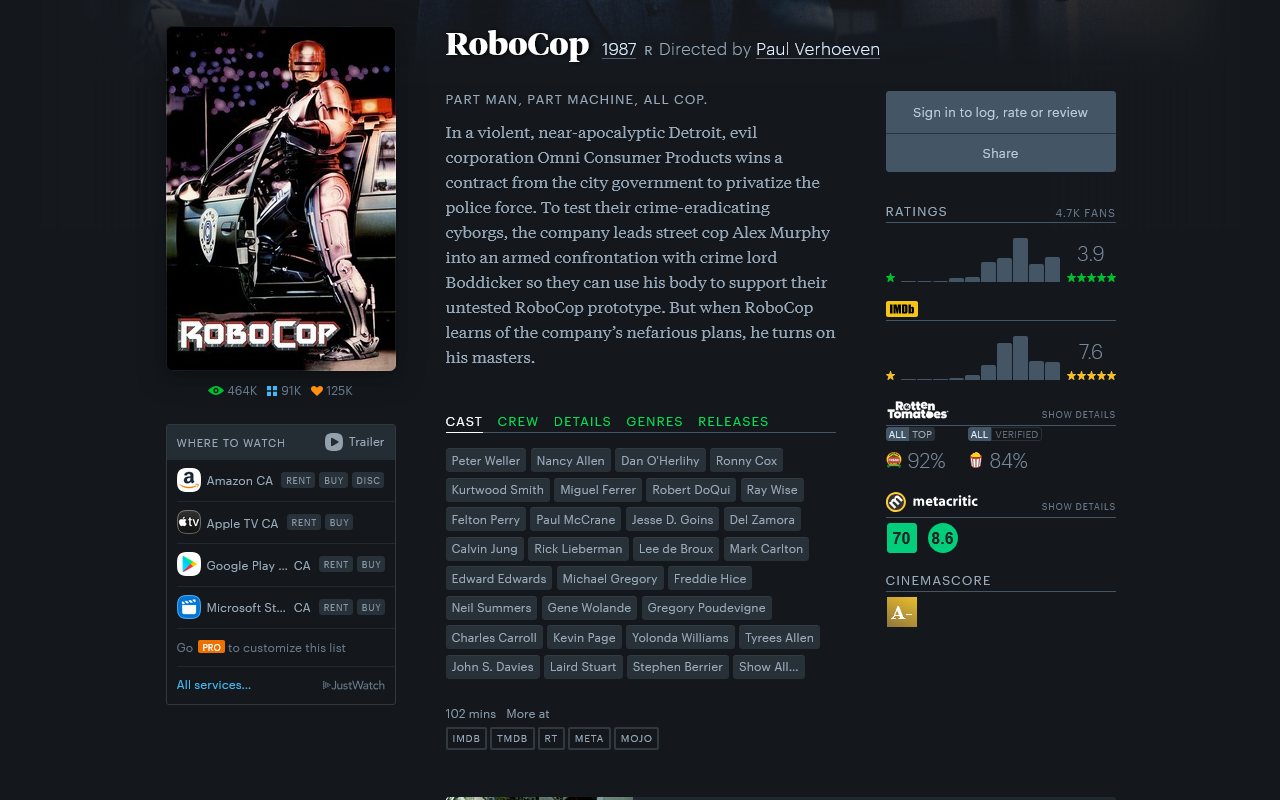 RoboCop 1987 R Directed by Paul Verhoeven
PART MAN, PART MACHINE, ALL COP.
In a violent, near-apocalyptic Detroit, evil
corporation Omni Consumer Products wins a
contract from the city government to privatize the
police force. To test their crime-eradicating
cyborgs, the company leads street cop Alex Murphy
into an armed confrontation with crime lord
Boddicker so they can use his body to support their
untested RoboCop prototype. But when RoboCop
learns of the company’s nefarious plans, he turns on
his masters.
ROBOCOP
464K 91K 125K
WHERE TO WATCH Trailer
Amazon CA RENT BUY DISC
tv Apple TV CA RENT BUY
Google Play … CA RENT BUY
Microsoft St… CA RENT BUY
Go PRO to customize this list
All services… JustWatch
CAST CREW DETAILS GENRES RELEASES
Peter Weller Nancy Allen Dan O'Herlihy Ronny Cox
Kurtwood Smith Miguel Ferrer Robert DoQui Ray Wise
Felton Perry Paul McCrane Jesse D. Goins Del Zamora
Calvin Jung Rick Lieberman Lee de Broux Mark Carlton
Edward Edwards Michael Gregory Freddie Hice
Neil Summers Gene Wolande Gregory Poudevigne
Charles Carroll Kevin Page Yolonda Williams Tyrees Allen
John S. Davies Laird Stuart Stephen Berrier Show All…
102 mins More at
IMDB TMDB RT META MOJO
Sign in to log, rate or review
Share
RATINGS 4.7K FANS
3.9
IMDb
7.6
Rotten Tomatoes SHOW DETAILS
ALL TOP ALL VERIFIED
92% 84%
metacritic SHOW DETAILS
70 8.6
CINEMASCORE
A-